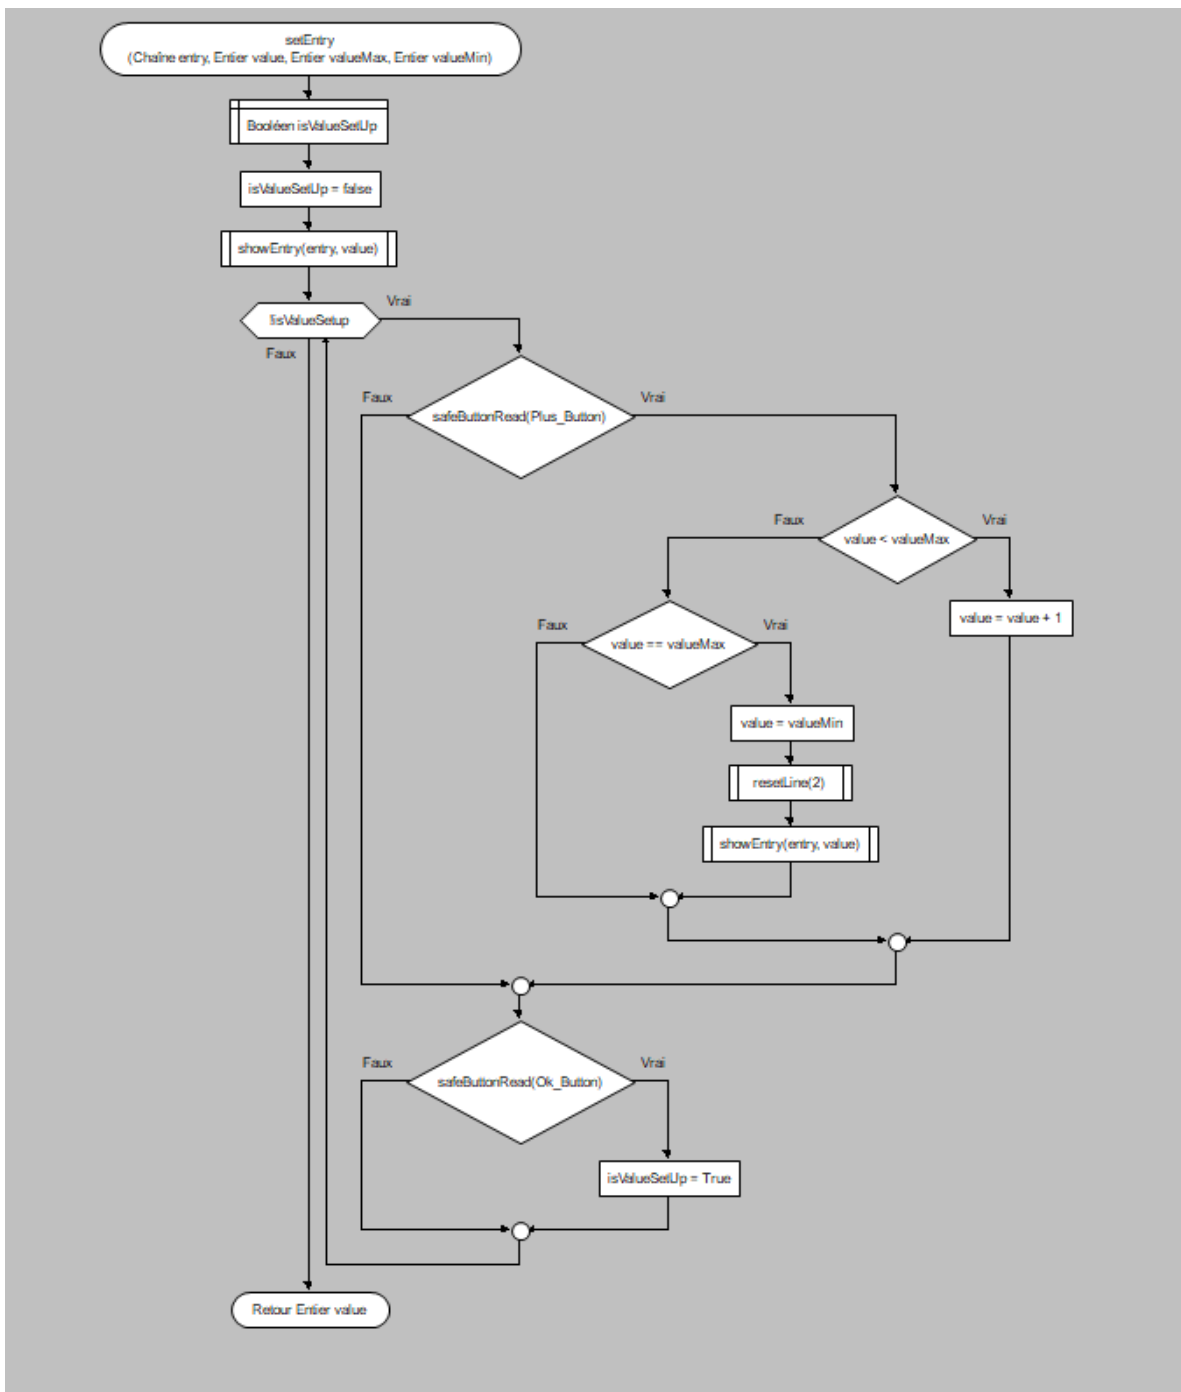 setEntry
(Chaîne entry, Entier value, Entier valueMax, Entier valueMin)
Booléen isValueSetUp
isValueSetUp = false
showEntry(entry, value)
Vrai
!isValueSetup
Faux
Faux
Vrai
safeButtonRead(Plus_Button)
Faux
Vrai
value < valueMax
value = value + 1
Faux
Vrai
value == valueMax
value = valueMin
resetLine(2)
showEntry(entry, value)
Faux
Vrai
safeButtonRead(Ok_Button)
isValueSetUp = True
Retour Entier value